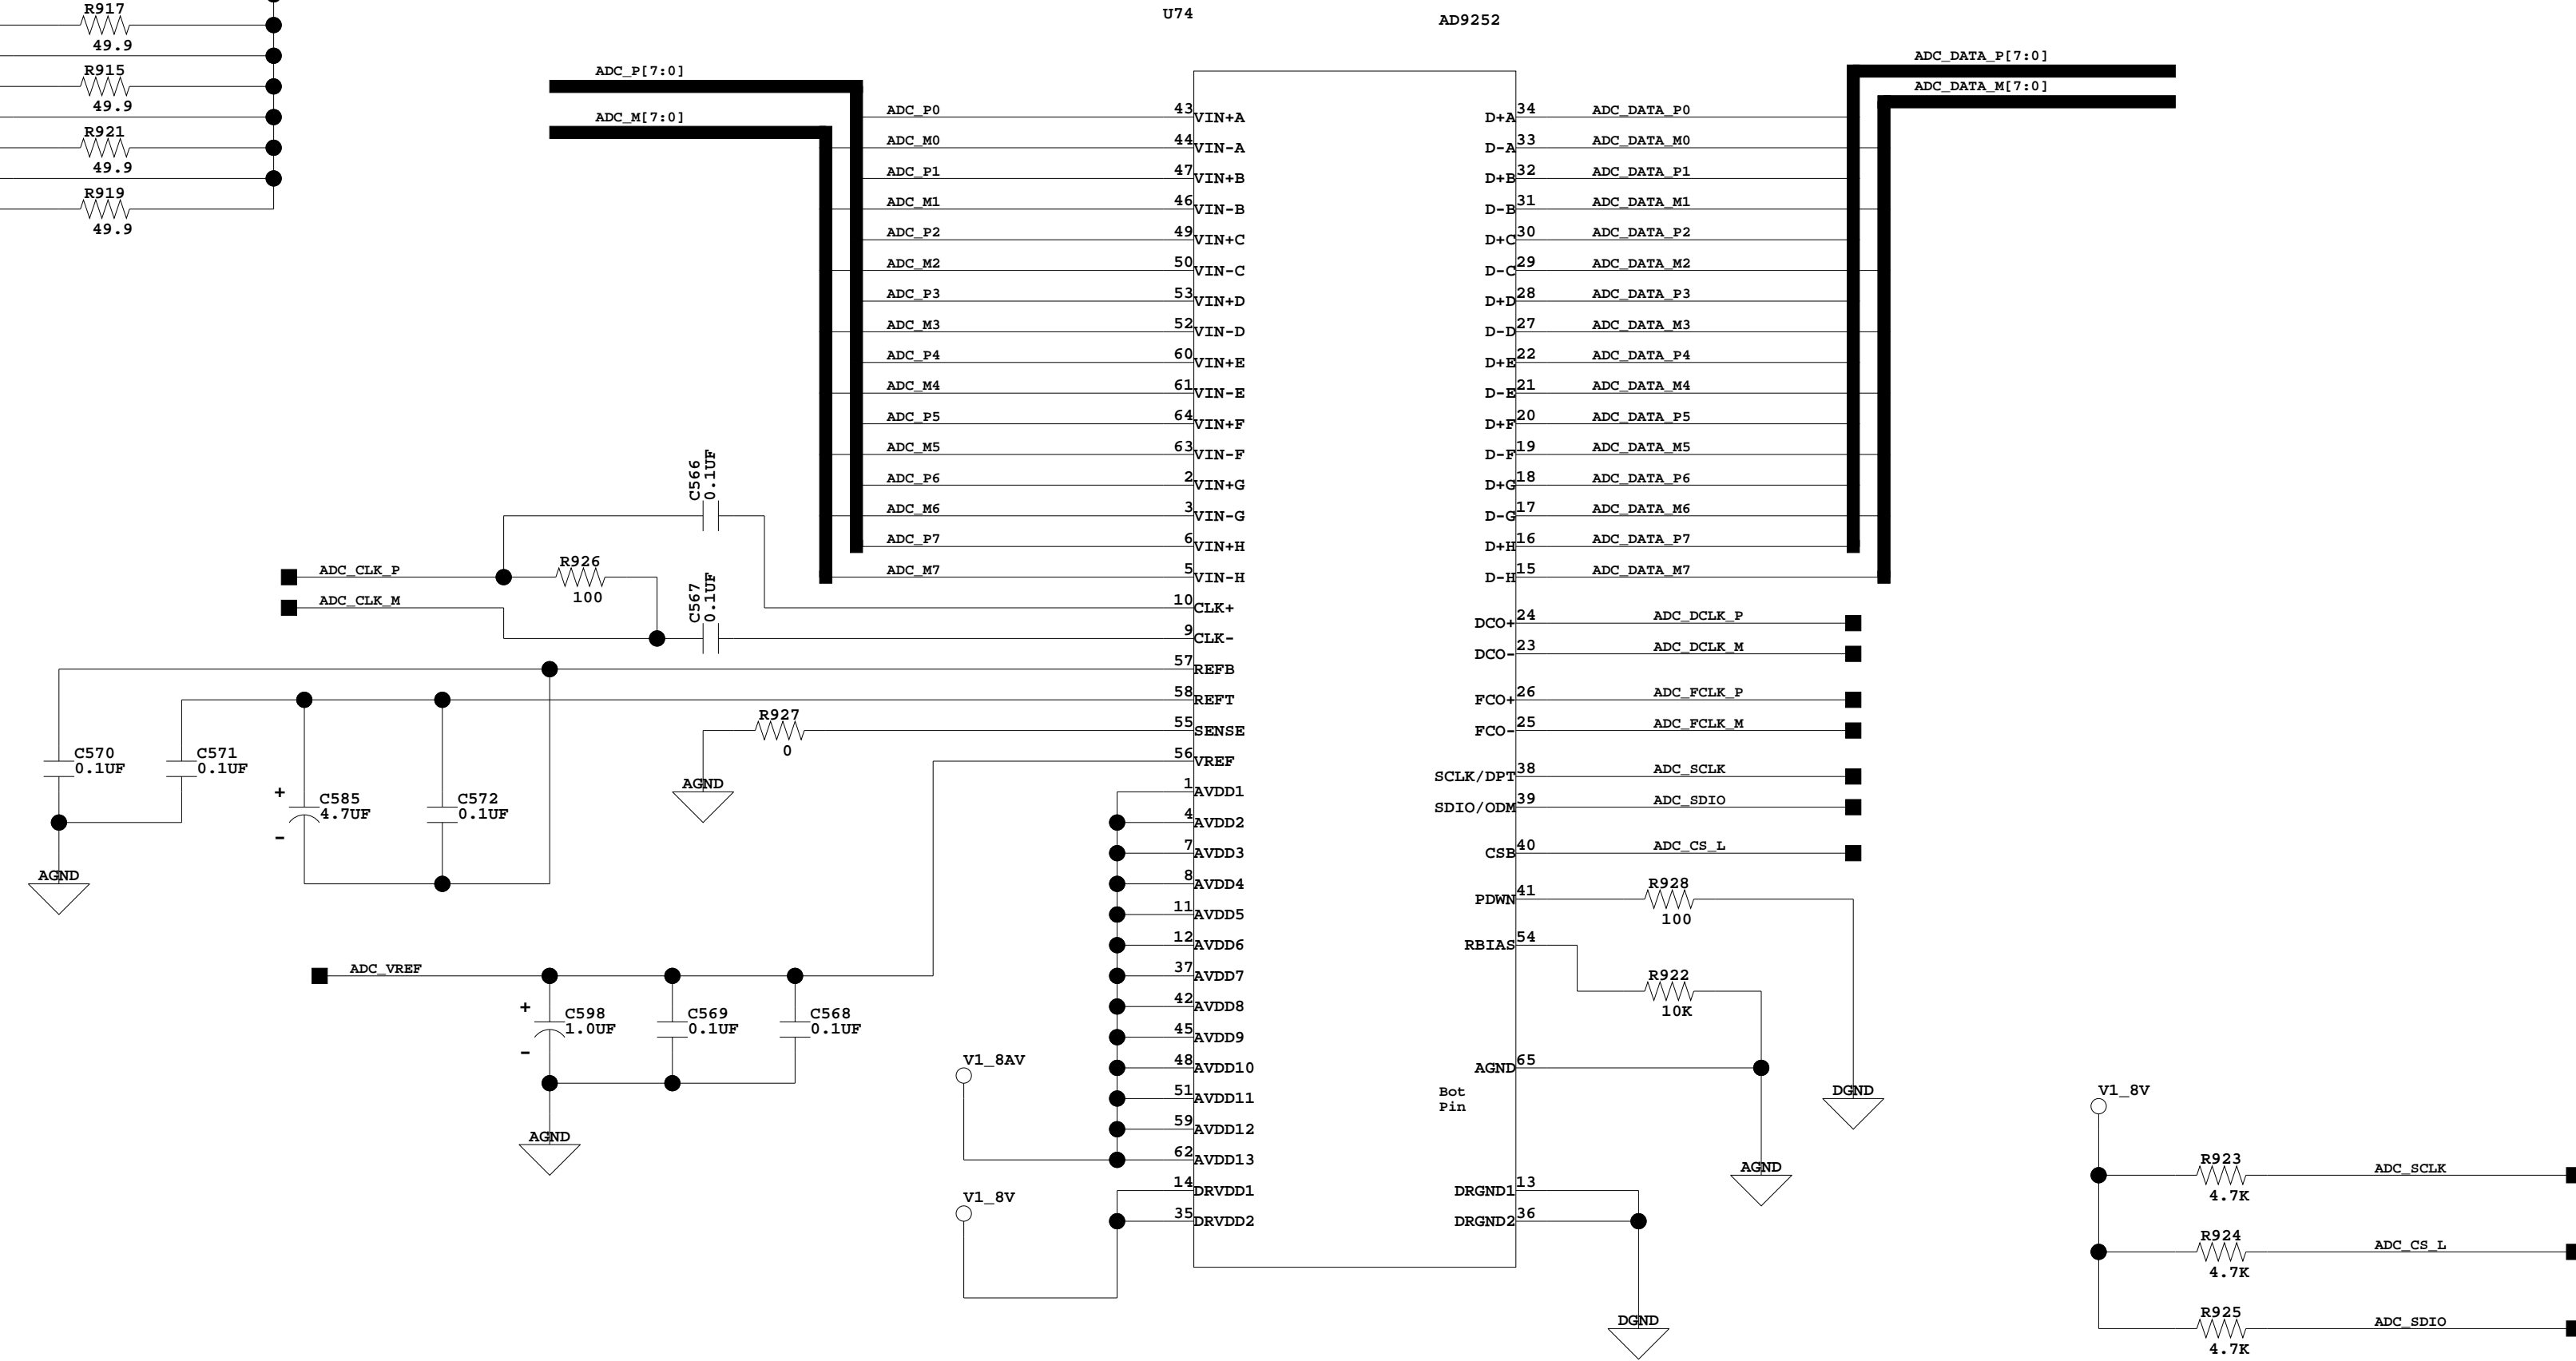 R917
49.9
R915
49.9
R921
49.9
R919
49.9
U74
AD9252
ADC_P[7:0]
ADC_M[7:0]
ADC_DATA_P[7:0]
ADC_DATA_M[7:0]
ADC_P0 43 VIN+A
ADC_M0 44 VIN-A
ADC_P1 47 VIN+B
ADC_M1 46 VIN-B
ADC_P2 49 VIN+C
ADC_M2 50 VIN-C
ADC_P3 53 VIN+D
ADC_M3 52 VIN-D
ADC_P4 60 VIN+E
ADC_M4 61 VIN-E
ADC_P5 64 VIN+F
ADC_M5 63 VIN-F
ADC_P6 2 VIN+G
ADC_M6 3 VIN-G
ADC_P7 6 VIN+H
ADC_M7 5 VIN-H
10 CLK+
9 CLK-
57 REFB
58 REFT
55 SENSE
56 VREF
1 AVDD1
4 AVDD2
7 AVDD3
8 AVDD4
11 AVDD5
12 AVDD6
37 AVDD7
42 AVDD8
45 AVDD9
48 AVDD10
51 AVDD11
59 AVDD12
62 AVDD13
14 DRVDD1
35 DRVDD2
D+A 34 ADC_DATA_P0
D-A 33 ADC_DATA_M0
D+B 32 ADC_DATA_P1
D-B 31 ADC_DATA_M1
D+C 30 ADC_DATA_P2
D-C 29 ADC_DATA_M2
D+D 28 ADC_DATA_P3
D-D 27 ADC_DATA_M3
D+E 22 ADC_DATA_P4
D-E 21 ADC_DATA_M4
D+F 20 ADC_DATA_P5
D-F 19 ADC_DATA_M5
D+G 18 ADC_DATA_P6
D-G 17 ADC_DATA_M6
D+H 16 ADC_DATA_P7
D-H 15 ADC_DATA_M7
DCO+ 24 ADC_DCLK_P
DCO- 23 ADC_DCLK_M
FCO+ 26 ADC_FCLK_P
FCO- 25 ADC_FCLK_M
SCLK/DPT 38 ADC_SCLK
SDIO/ODM 39 ADC_SDIO
CSB 40 ADC_CS_L
PDWN 41
R928
100
RBIAS 54
R922
10K
AGND 65
Bot
Pin
DRGND1 13
DRGND2 36
DGND
AGND
DGND
C566
0.1UF
ADC_CLK_P
R926
100
ADC_CLK_M
C567
0.1UF
R927
0
AGND
C570
0.1UF
C571
0.1UF
+
C585
4.7UF
-
C572
0.1UF
AGND
ADC_VREF
+
C598
1.0UF
-
C569
0.1UF
C568
0.1UF
AGND
V1_8AV
V1_8V
V1_8V
R923
4.7K
ADC_SCLK
R924
4.7K
ADC_CS_L
R925
4.7K
ADC_SDIO